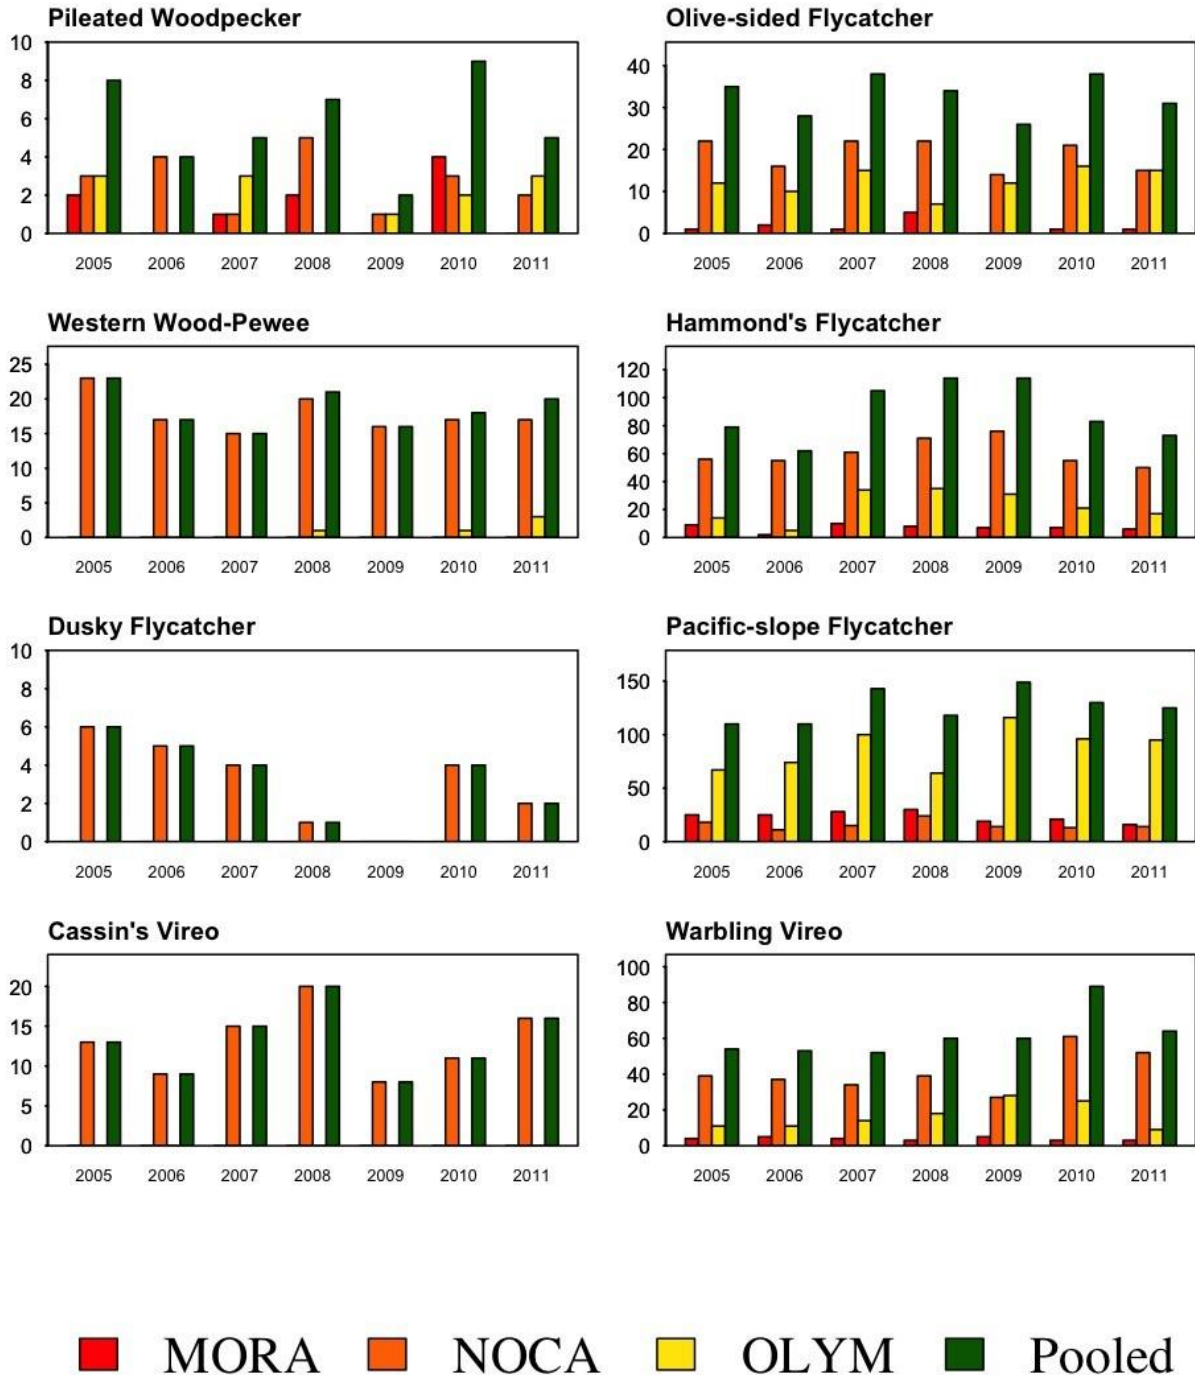 Pileated Woodpecker
10
8
6
4
2
0
2005 2006 2007 2008 2009 2010 2011
Olive-sided Flycatcher
40
30
20
10
0
2005 2006 2007 2008 2009 2010 2011
Western Wood-Pewee
25
20
15
10
5
0
2005 2006 2007 2008 2009 2010 2011
Hammond's Flycatcher
120
100
80
60
40
20
0
2005 2006 2007 2008 2009 2010 2011
Dusky Flycatcher
10
8
6
4
2
0
2005 2006 2007 2008 2009 2010 2011
Pacific-slope Flycatcher
150
100
50
0
2005 2006 2007 2008 2009 2010 2011
Cassin's Vireo
20
15
10
5
0
2005 2006 2007 2008 2009 2010 2011
Warbling Vireo
100
80
60
40
20
0
2005 2006 2007 2008 2009 2010 2011
MORA NOCA OLYM Pooled